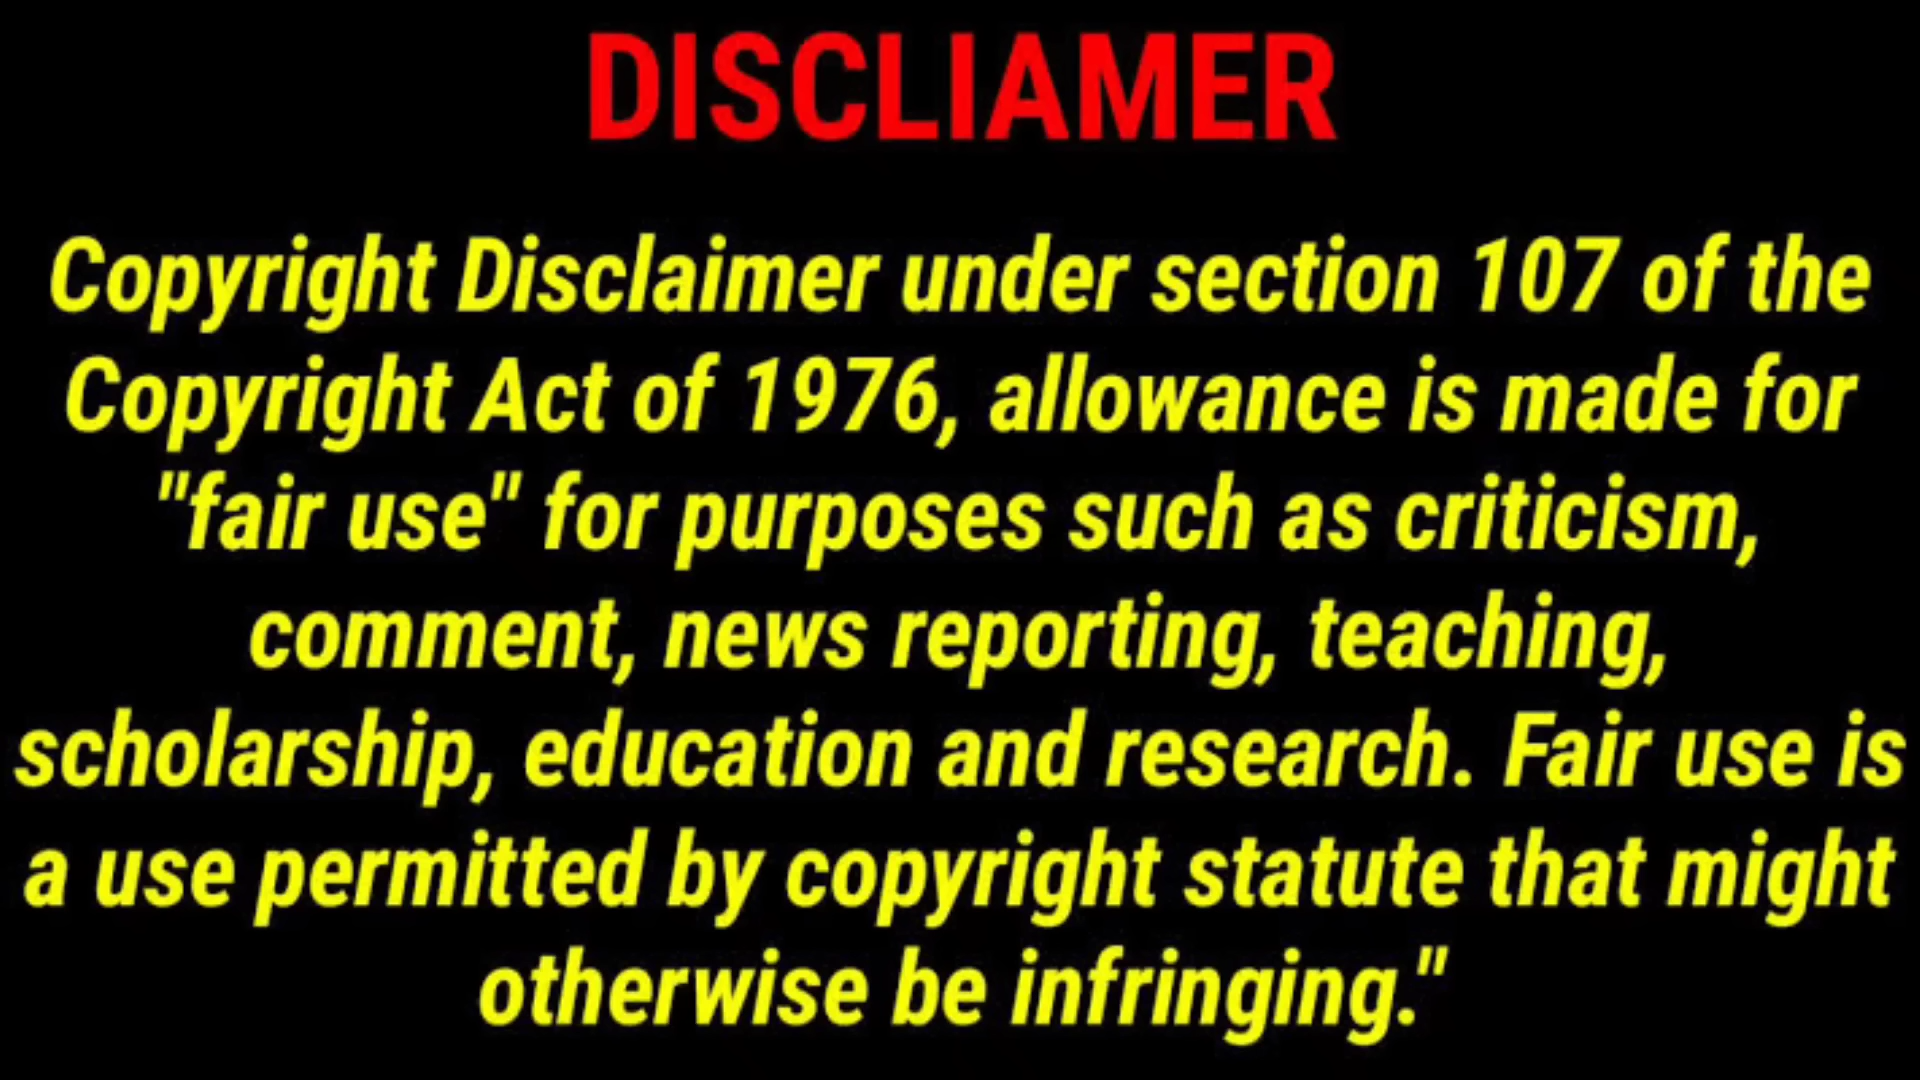 DISCLIAMER
Copyright Disclaimer under section 107 of the
Copyright Act of 1976, allowance is made for
"fair use" for purposes such as criticism,
comment, news reporting, teaching,
scholarship, education and research. Fair use is
a use permitted by copyright statute that might
otherwise be infringing."